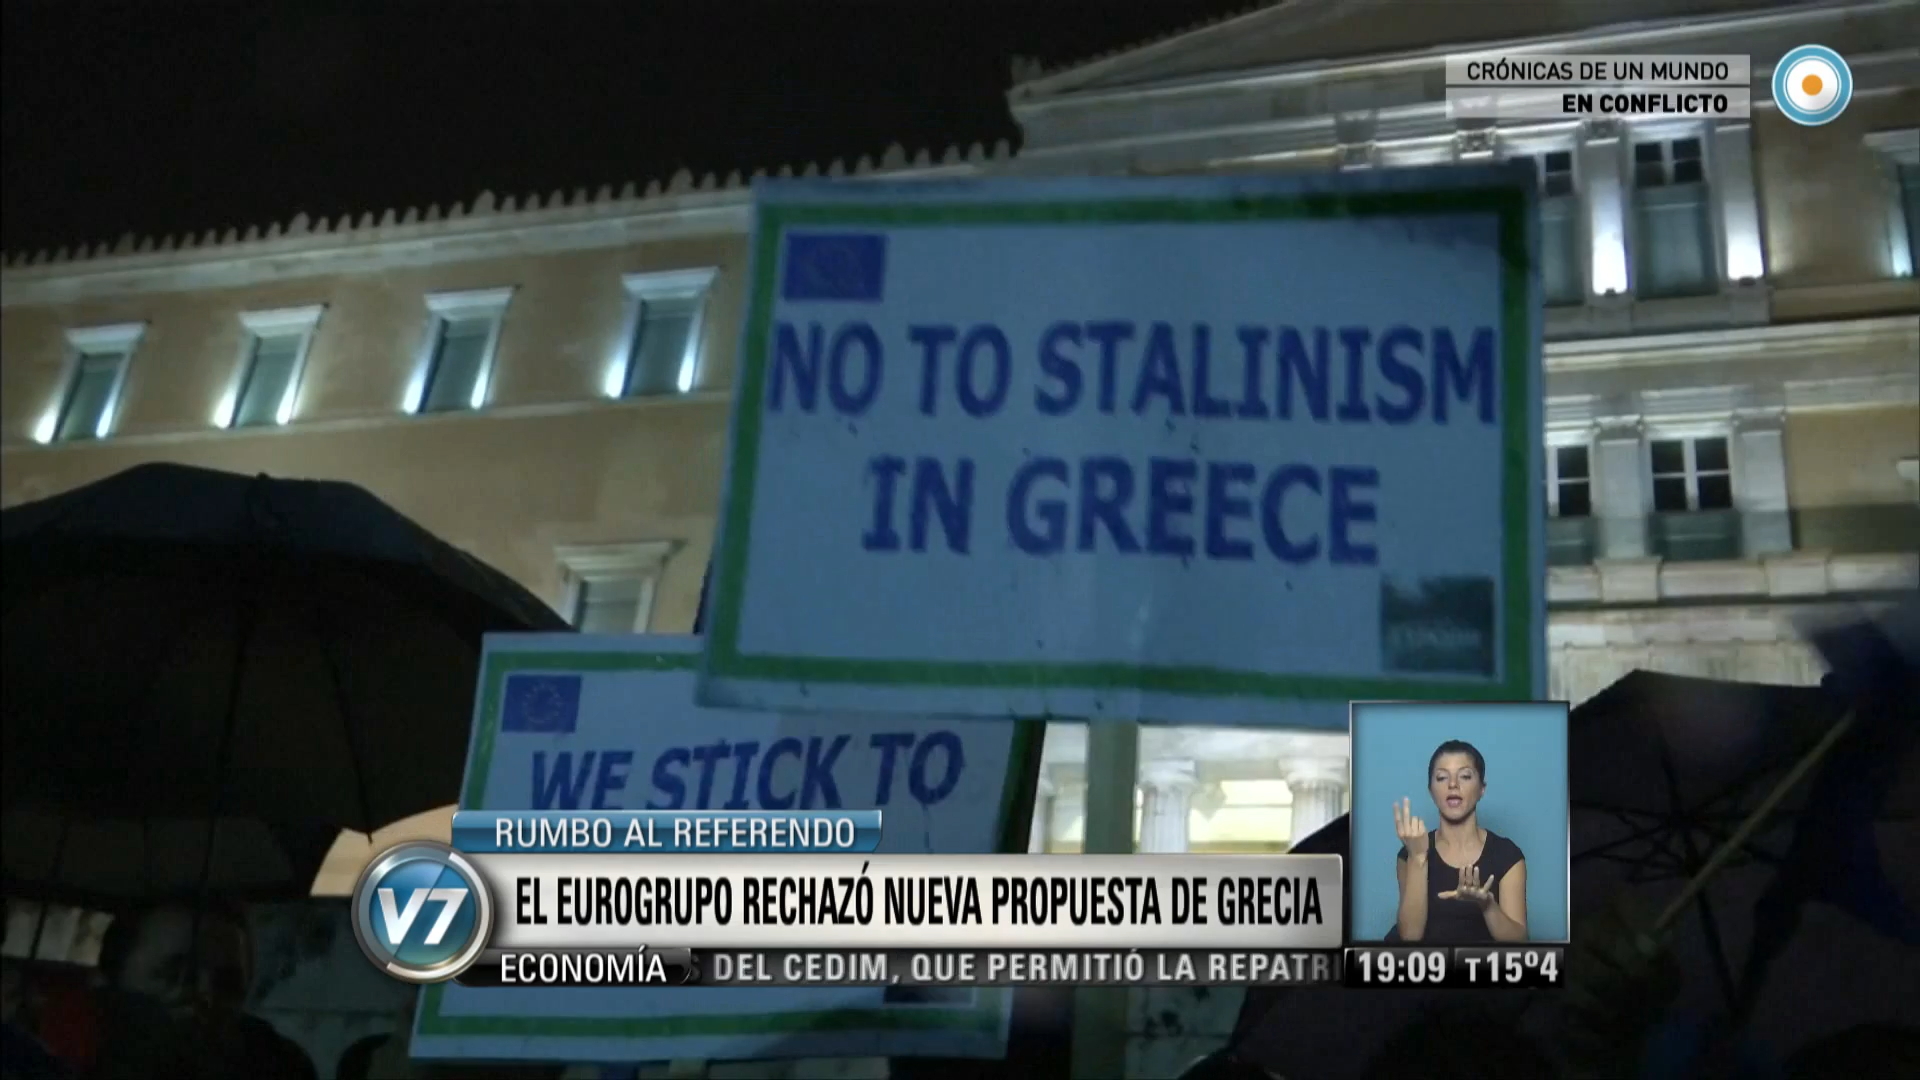 CRÓNICAS DE UN MUNDO
EN CONFLICTO
NO TO STALINISM
IN GREECE
WE STICK TO
RUMBO AL REFERENDO
V7
EL EUROGRUPO RECHAZÓ NUEVA PROPUESTA DE GRECIA
ECONOMÍA
DEL CEDIM, QUE PERMITIÓ LA REPATRI
19:09 T15º4